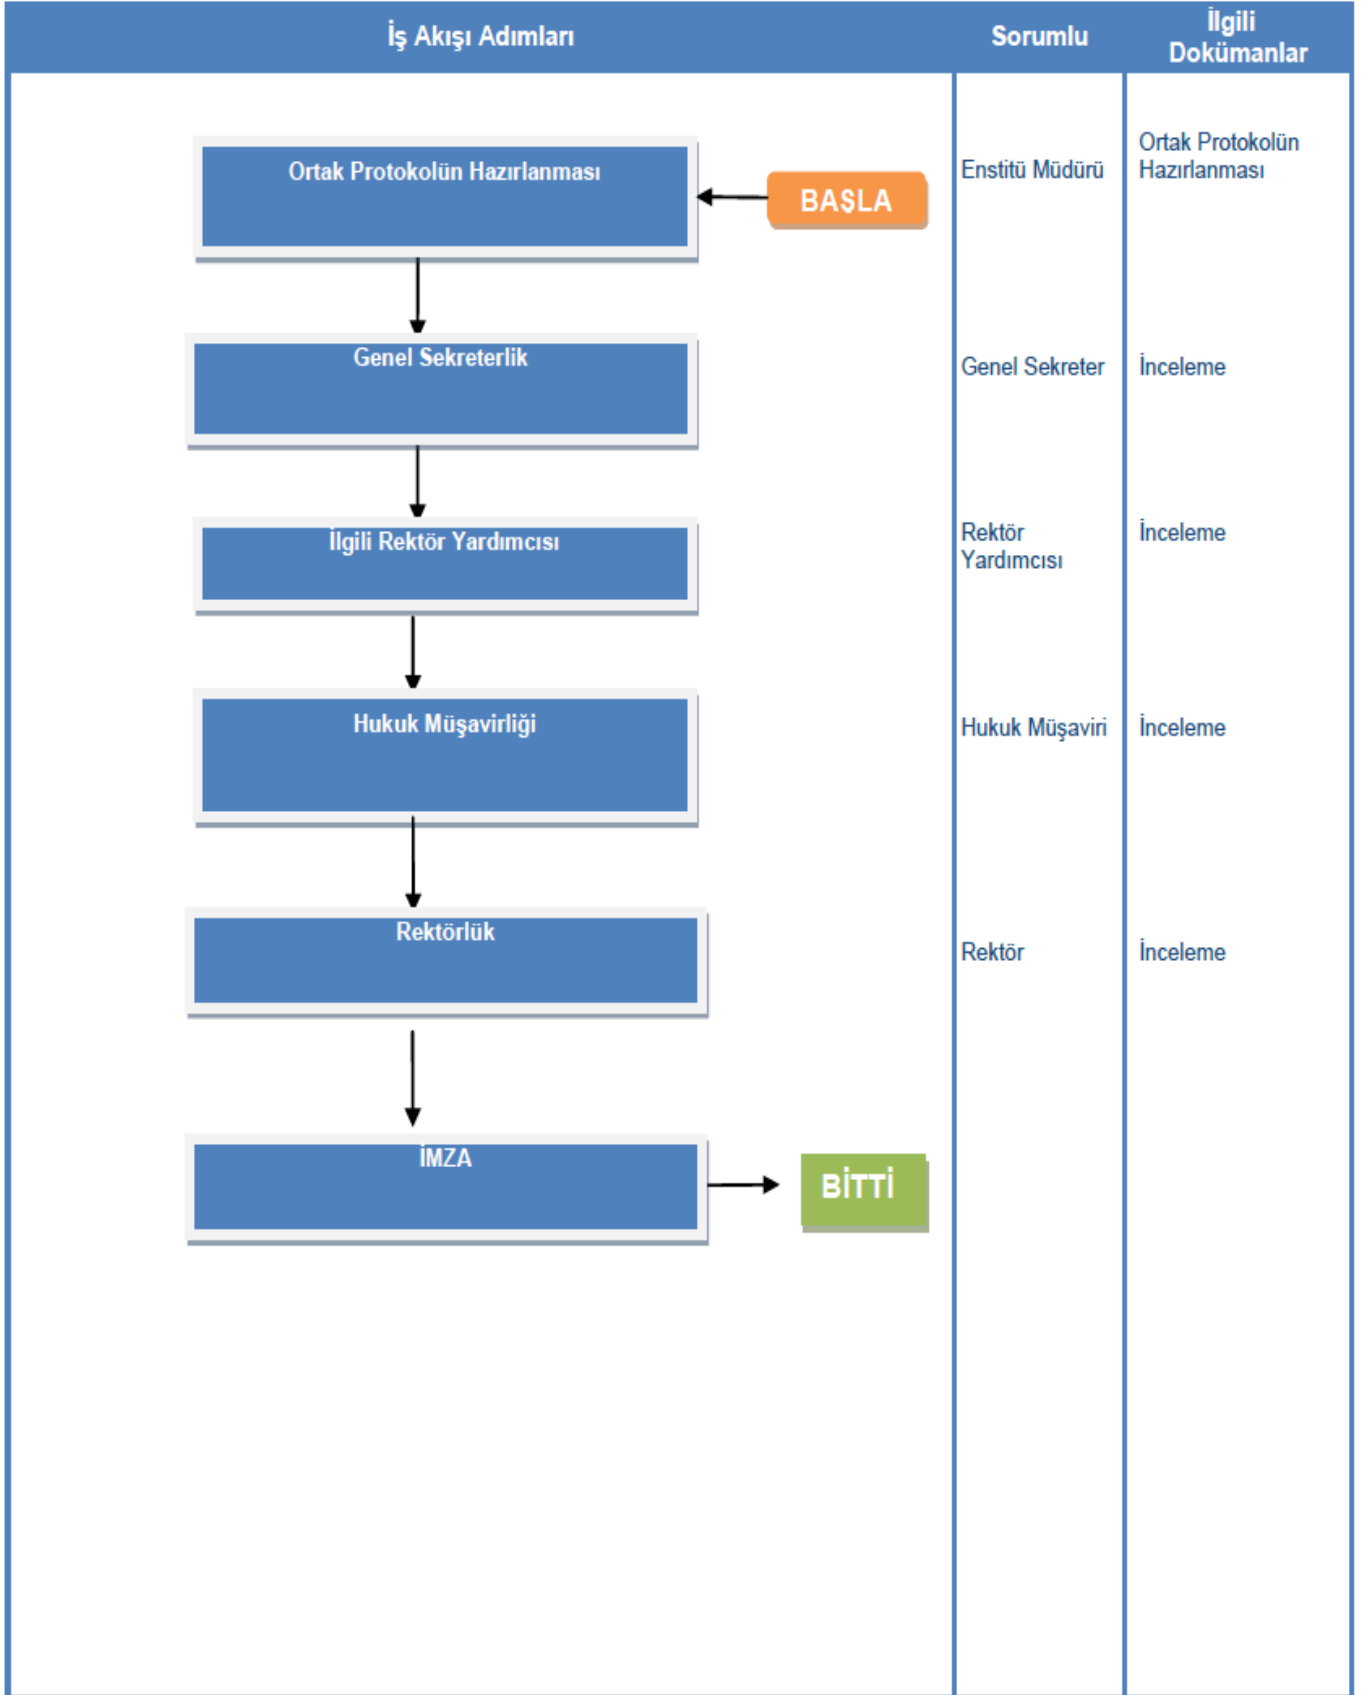 İş Akışı Adımları
Sorumlu
İlgili
Dokümanlar
Ortak Protokolün Hazırlanması
BAŞLA
Enstitü Müdürü
Ortak Protokolün
Hazırlanması
Genel Sekreterlik
Genel Sekreter
İnceleme
İlgili Rektör Yardımcısı
Rektör
Yardımcısı
İnceleme
Hukuk Müşavirliği
Hukuk Müşaviri
İnceleme
Rektörlük
Rektör
İnceleme
İMZA
BİTTİ